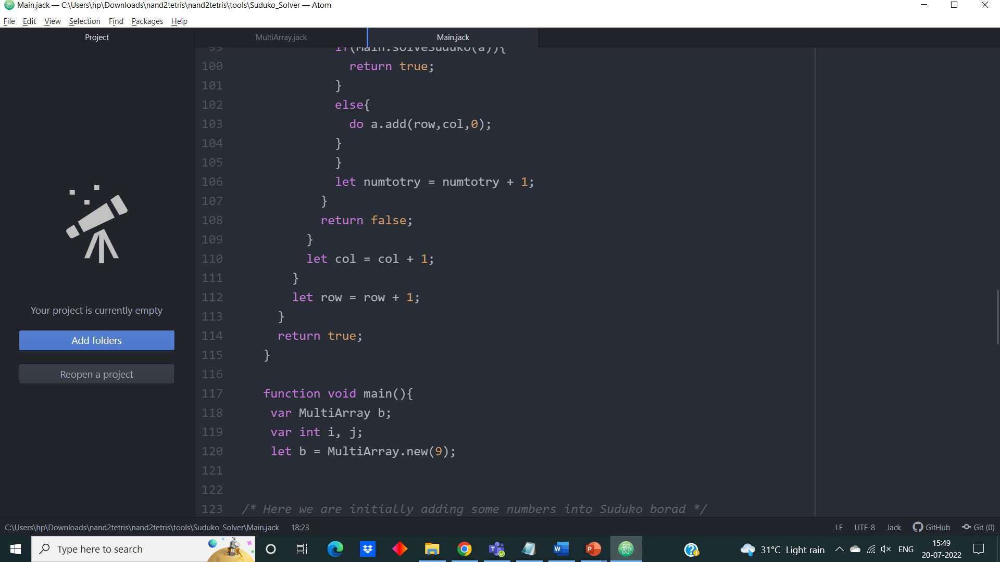 Main.jack — C:\Users\hp\Downloads\nand2tetris\nand2tetris\tools\Suduko_Solver — Atom
File Edit View Selection Find Packages Help
Project
MultiArray.jack Main.jack
99 if(Main.solveSuduko(a)){
100 return true;
101 }
102 else{
103 do a.add(row,col,0);
104 }
105 }
106 let numtotry = numtotry + 1;
107 }
108 return false;
109 }
110 let col = col + 1;
111 }
112 let row = row + 1;
113 }
114 return true;
115 }
116
117 function void main(){
118 var MultiArray b;
119 var int i, j;
120 let b = MultiArray.new(9);
121
122
123 /* Here we are initially adding some numbers into Suduko borad */
Your project is currently empty
Add folders
Reopen a project
C:\Users\hp\Downloads\nand2tetris\nand2tetris\tools\Suduko_Solver\Main.jack 18:23
LF UTF-8 Jack GitHub Git (0)
Type here to search
31°C Light rain
ENG
15:49
20-07-2022